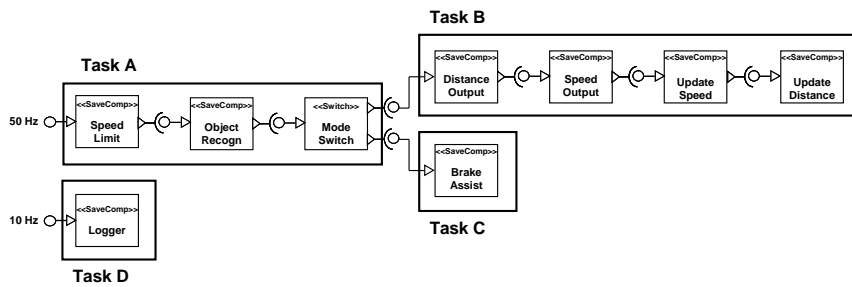 Task B
Task A
<<SaveComp>>
Distance
Output
<<SaveComp>>
Speed
Output
<<SaveComp>>
Update
Speed
<<SaveComp>>
Update
Distance
50 Hz
<<SaveComp>>
Speed
Limit
<<SaveComp>>
Object
Recogn
<<Switch>>
Mode
Switch
<<SaveComp>>
Brake
Assist
Task C
10 Hz
<<SaveComp>>
Logger
Task D